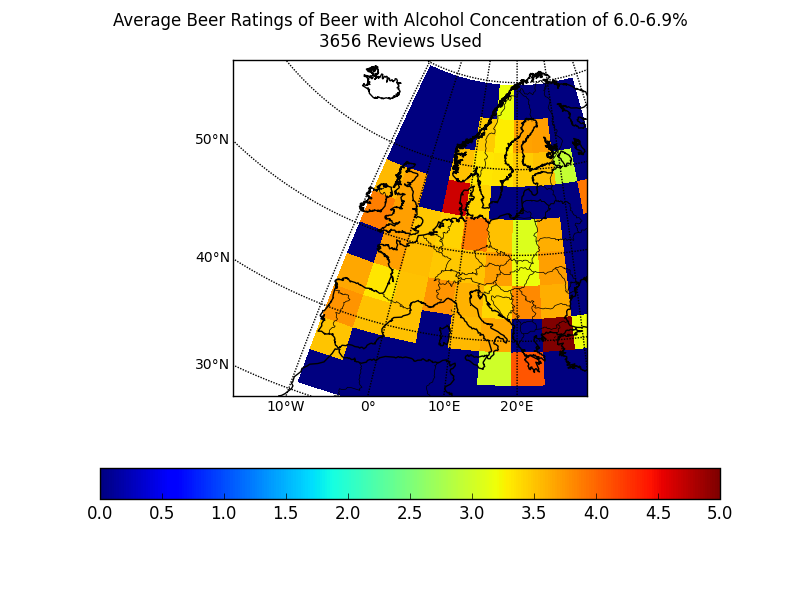 Average Beer Ratings of Beer with Alcohol Concentration of 6.0-6.9%
3656 Reviews Used
50°N
40°N
30°N
10°W 0° 10°E 20°E
0.0 0.5 1.0 1.5 2.0 2.5 3.0 3.5 4.0 4.5 5.0